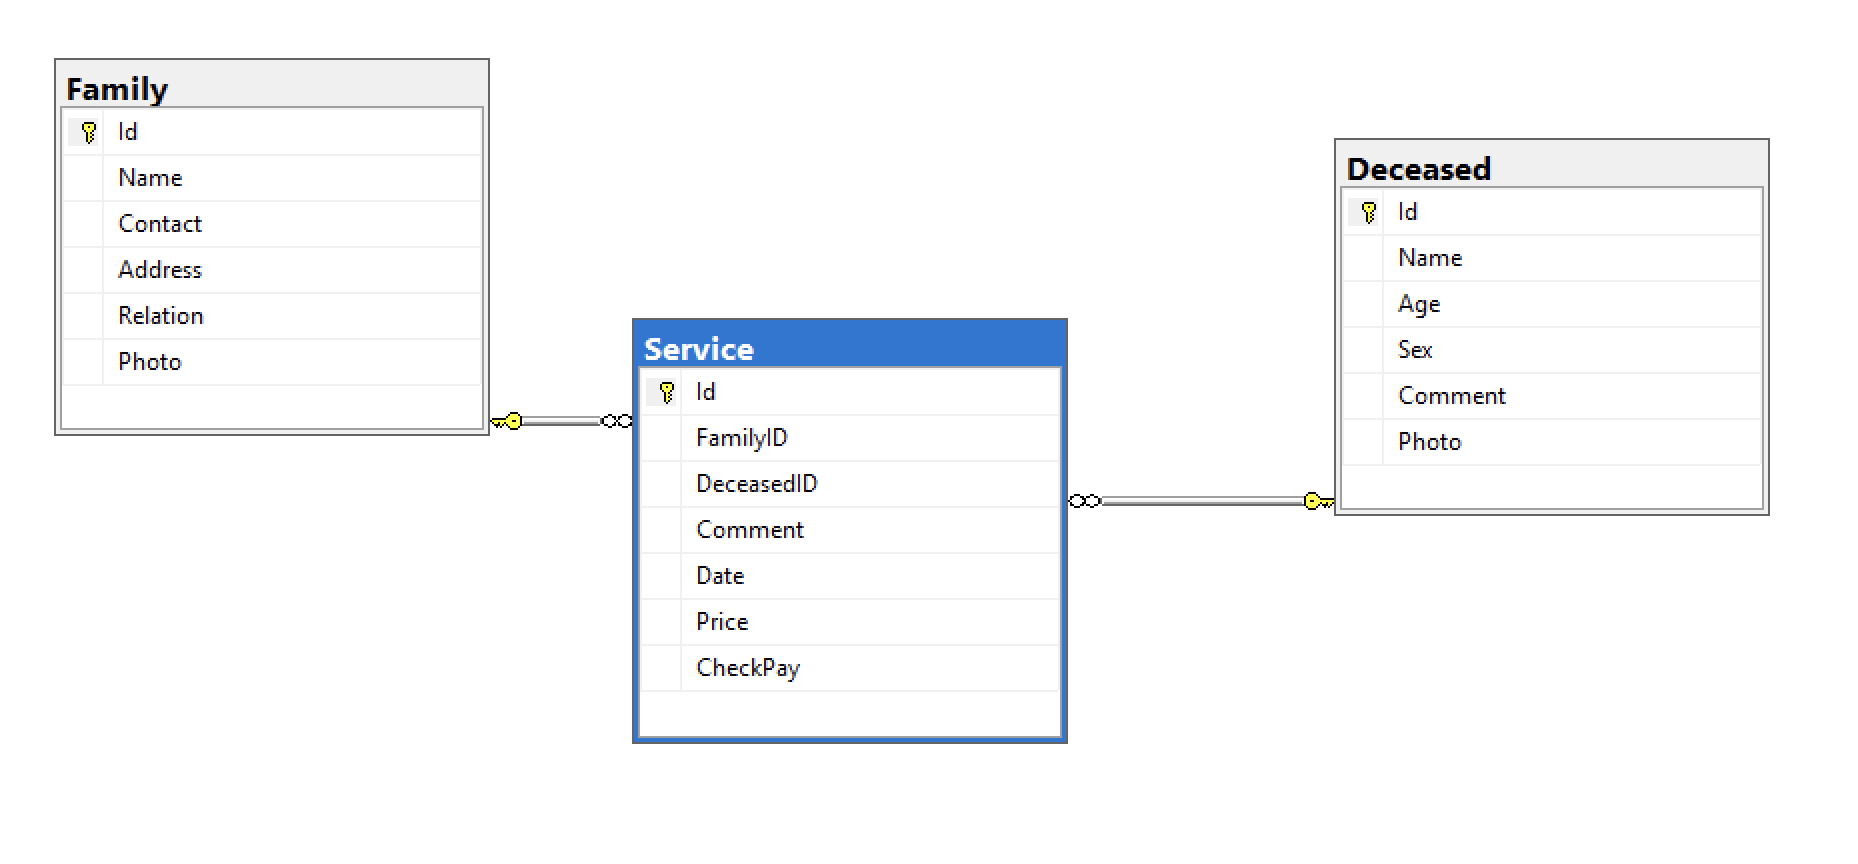 Family
Id
Name
Contact
Address
Relation
Photo
Service
Id
FamilyID
DeceasedID
Comment
Date
Price
CheckPay
Deceased
Id
Name
Age
Sex
Comment
Photo